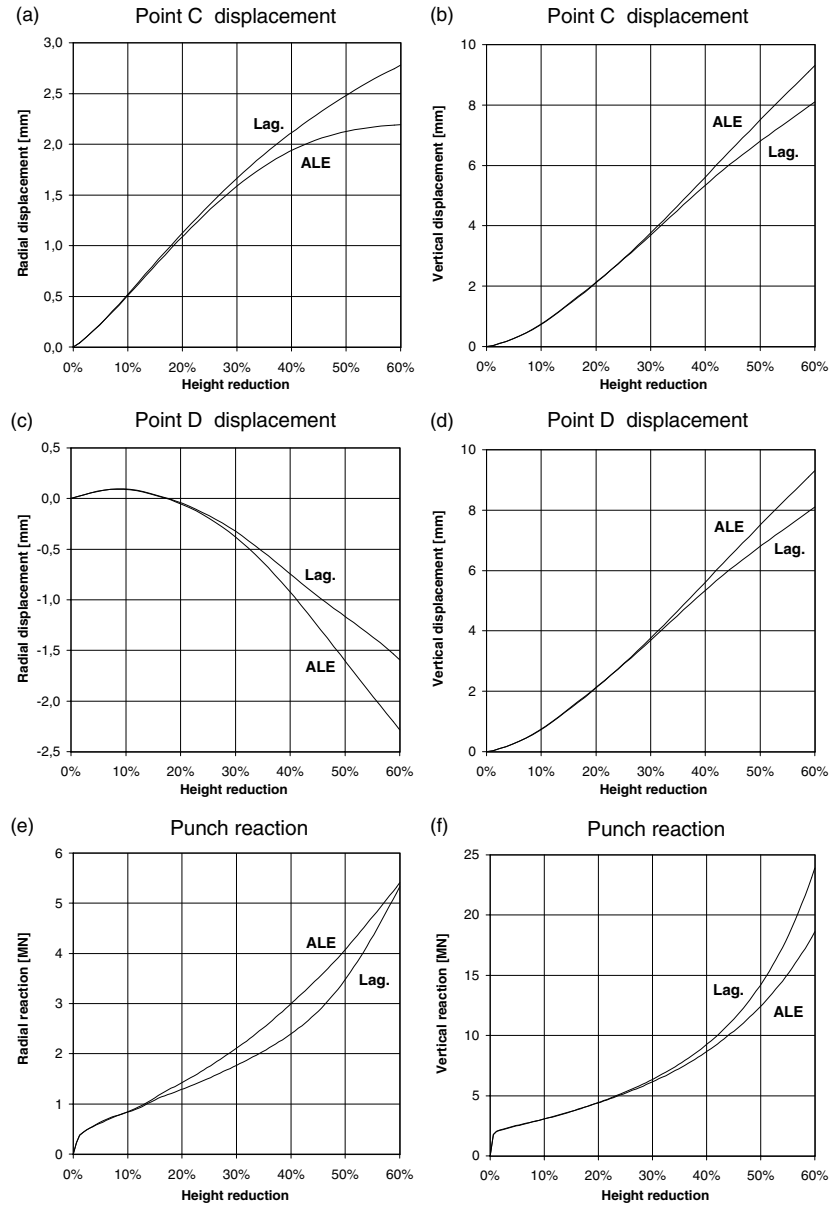 (a) Point C displacement
3,0
2,5
2,0
1,5
1,0
0,5
0,0
Radial displacement [mm]
Lag.
ALE
0% 10% 20% 30% 40% 50% 60%
Height reduction
(b) Point C displacement
10
8
6
4
2
0
Vertical displacement [mm]
ALE
Lag.
0% 10% 20% 30% 40% 50% 60%
Height reduction
(c) Point D displacement
0,5
0,0
-0,5
-1,0
-1,5
-2,0
-2,5
Radial displacement [mm]
Lag.
ALE
0% 10% 20% 30% 40% 50% 60%
Height reduction
(d) Point D displacement
10
8
6
4
2
0
Vertical displacement [mm]
ALE
Lag.
0% 10% 20% 30% 40% 50% 60%
Height reduction
(e) Punch reaction
6
5
4
3
2
1
0
Radial reaction [MN]
ALE
Lag.
0% 10% 20% 30% 40% 50% 60%
Height reduction
(f) Punch reaction
25
20
15
10
5
0
Vertical reaction [MN]
Lag.
ALE
0% 10% 20% 30% 40% 50% 60%
Height reduction